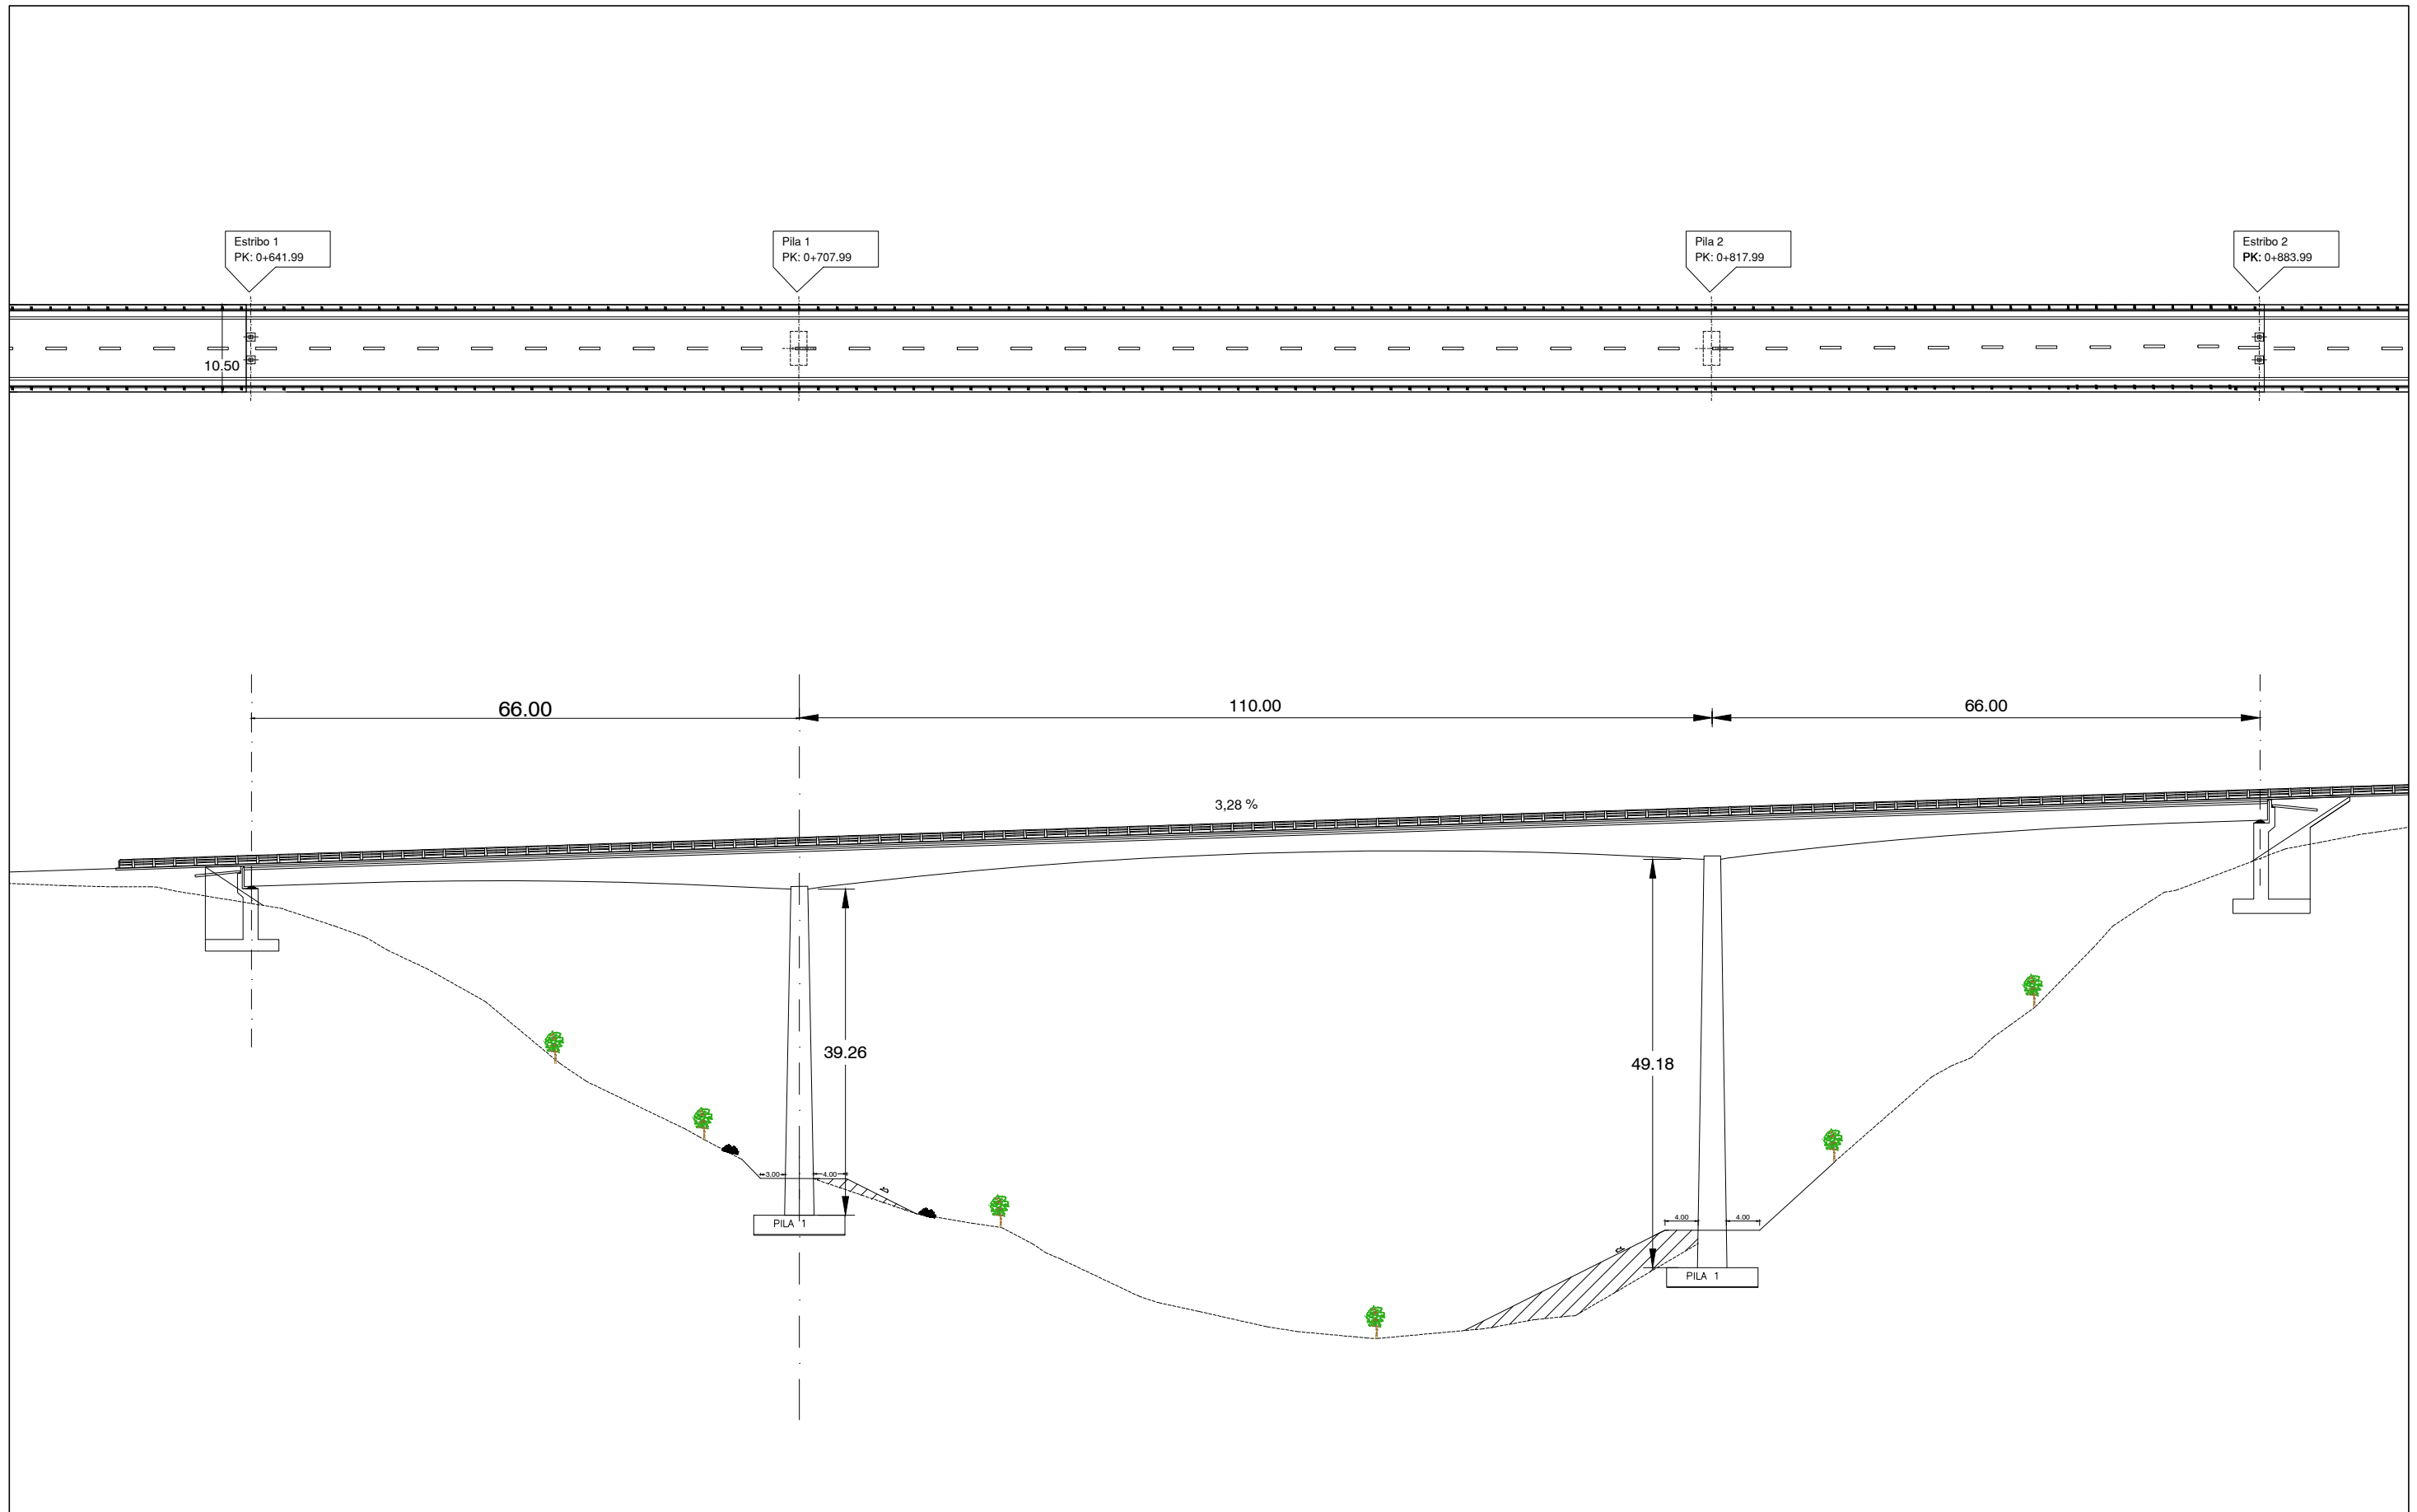 Estribo 1
PK: 0+641.99
Pila 1
PK: 0+707.99
Pila 2
PK: 0+817.99
Estribo 2
PK: 0+883.99
10.50
66.00
110.00
66.00
3,28 %
39.26
49.18
3.00
4.00
4.00
4.00
PILA 1
PILA 1